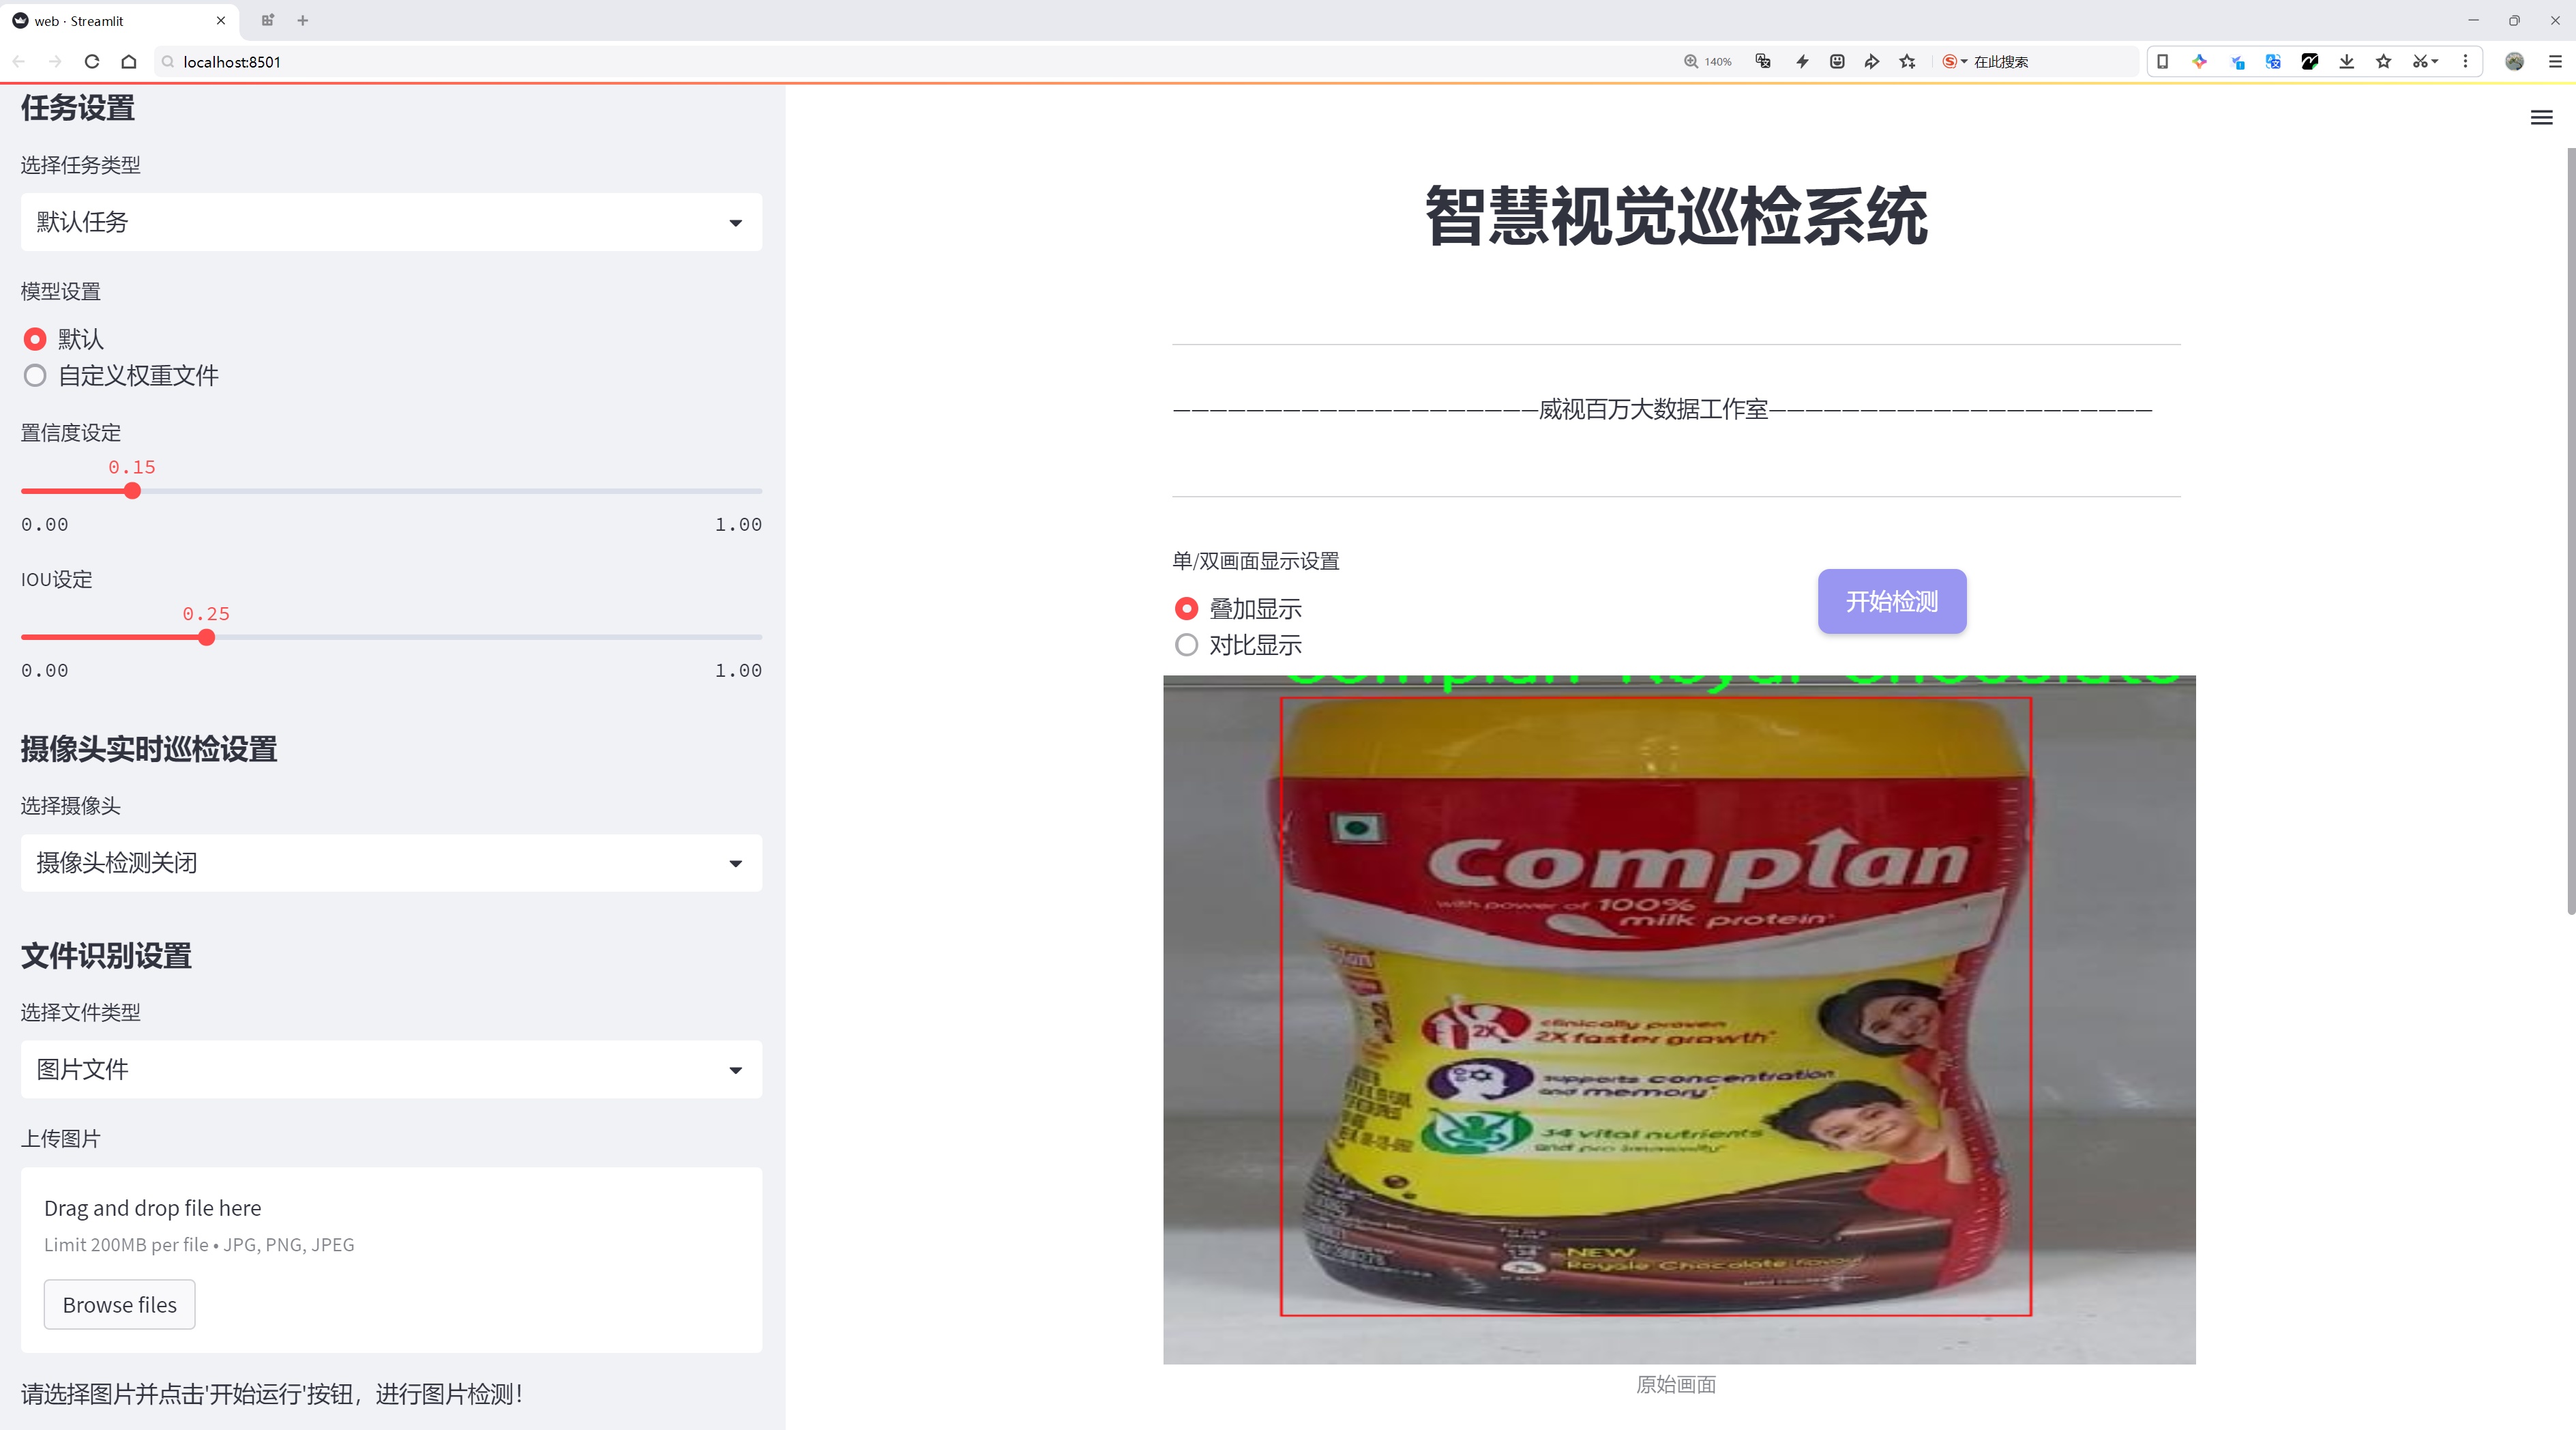 web · Streamlit
localhost:8501
140%
在此搜索
任务设置
选择任务类型
默认任务
模型设置
默认
自定义权重文件
置信度设定
0.15
0.00
1.00
IOU设定
0.25
0.00
1.00
摄像头实时巡检设置
选择摄像头
摄像头检测关闭
文件识别设置
选择文件类型
图片文件
上传图片
Drag and drop file here
Limit 200MB per file • JPG, PNG, JPEG
Browse files
请选择图片并点击'开始运行'按钮，进行图片检测！
智慧视觉巡检系统
————————————————————威视百万大数据工作室—————————————————————
单/双画面显示设置
叠加显示
对比显示
开始检测
Complan
with power of 100%
milk protein
2X
clinically proven
2X faster growth*
supports concentration
and memory*
34 vital nutrients
and pro immunity*
NEW
Royale Chocolate flavour
原始画面